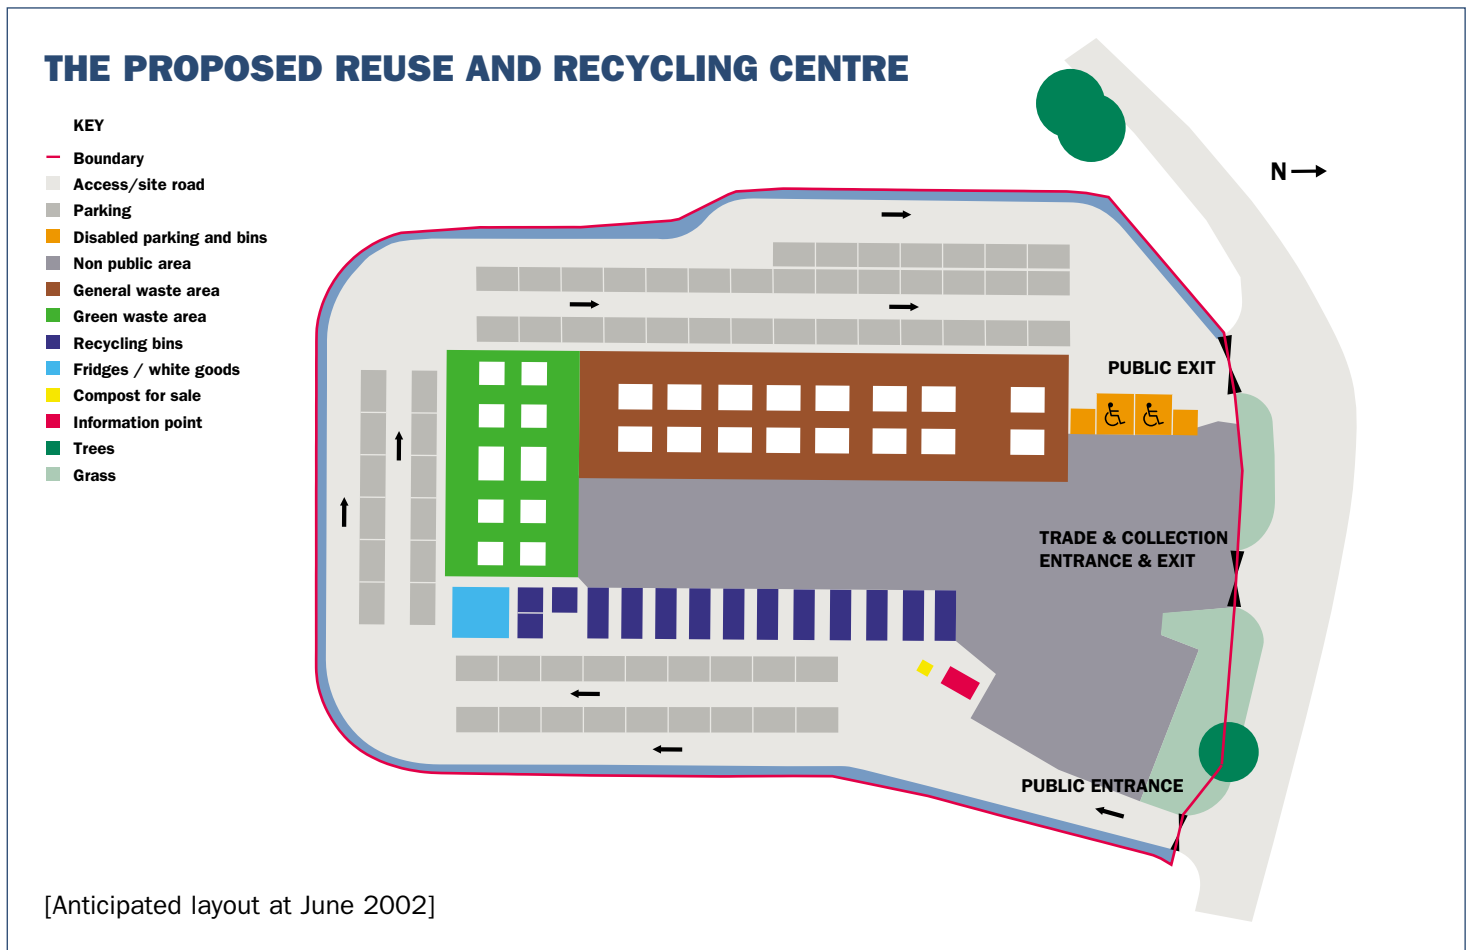 THE PROPOSED REUSE AND RECYCLING CENTRE
KEY
Boundary
Access/site road
Parking
Disabled parking and bins
Non public area
General waste area
Green waste area
Recycling bins
Fridges / white goods
Compost for sale
Information point
Trees
Grass
N
PUBLIC EXIT
TRADE & COLLECTION
ENTRANCE & EXIT
PUBLIC ENTRANCE
[Anticipated layout at June 2002]